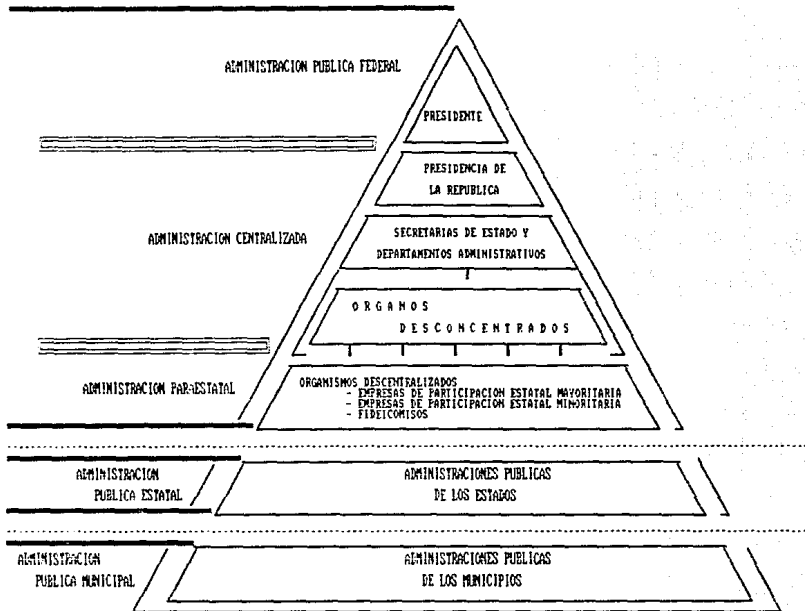 ADMINISTRACION PUBLICA FEDERAL
PRESIDENTE
PRESIDENCIA DE
LA REPUBLICA
ADMINISTRACION CENTRALIZADA
SECRETARIAS DE ESTADO Y
DEPARTAMENTOS ADMINISTRATIVOS
ORGANOS
DESCONCENTRADOS
ADMINISTRACION PARAESTATAL
ORGANISMOS DESCENTRALIZADOS
- EMPRESAS DE PARTICIPACION ESTATAL MAYORITARIA
- EMPRESAS DE PARTICIPACION ESTATAL MINORITARIA
- FIDEICOMISOS
ADMINISTRACION
PUBLICA ESTATAL
ADMINISTRACIONES PUBLICAS
DE LOS ESTADOS
ADMINISTRACION
PUBLICA MUNICIPAL
ADMINISTRACIONES PUBLICAS
DE LOS MUNICIPIOS